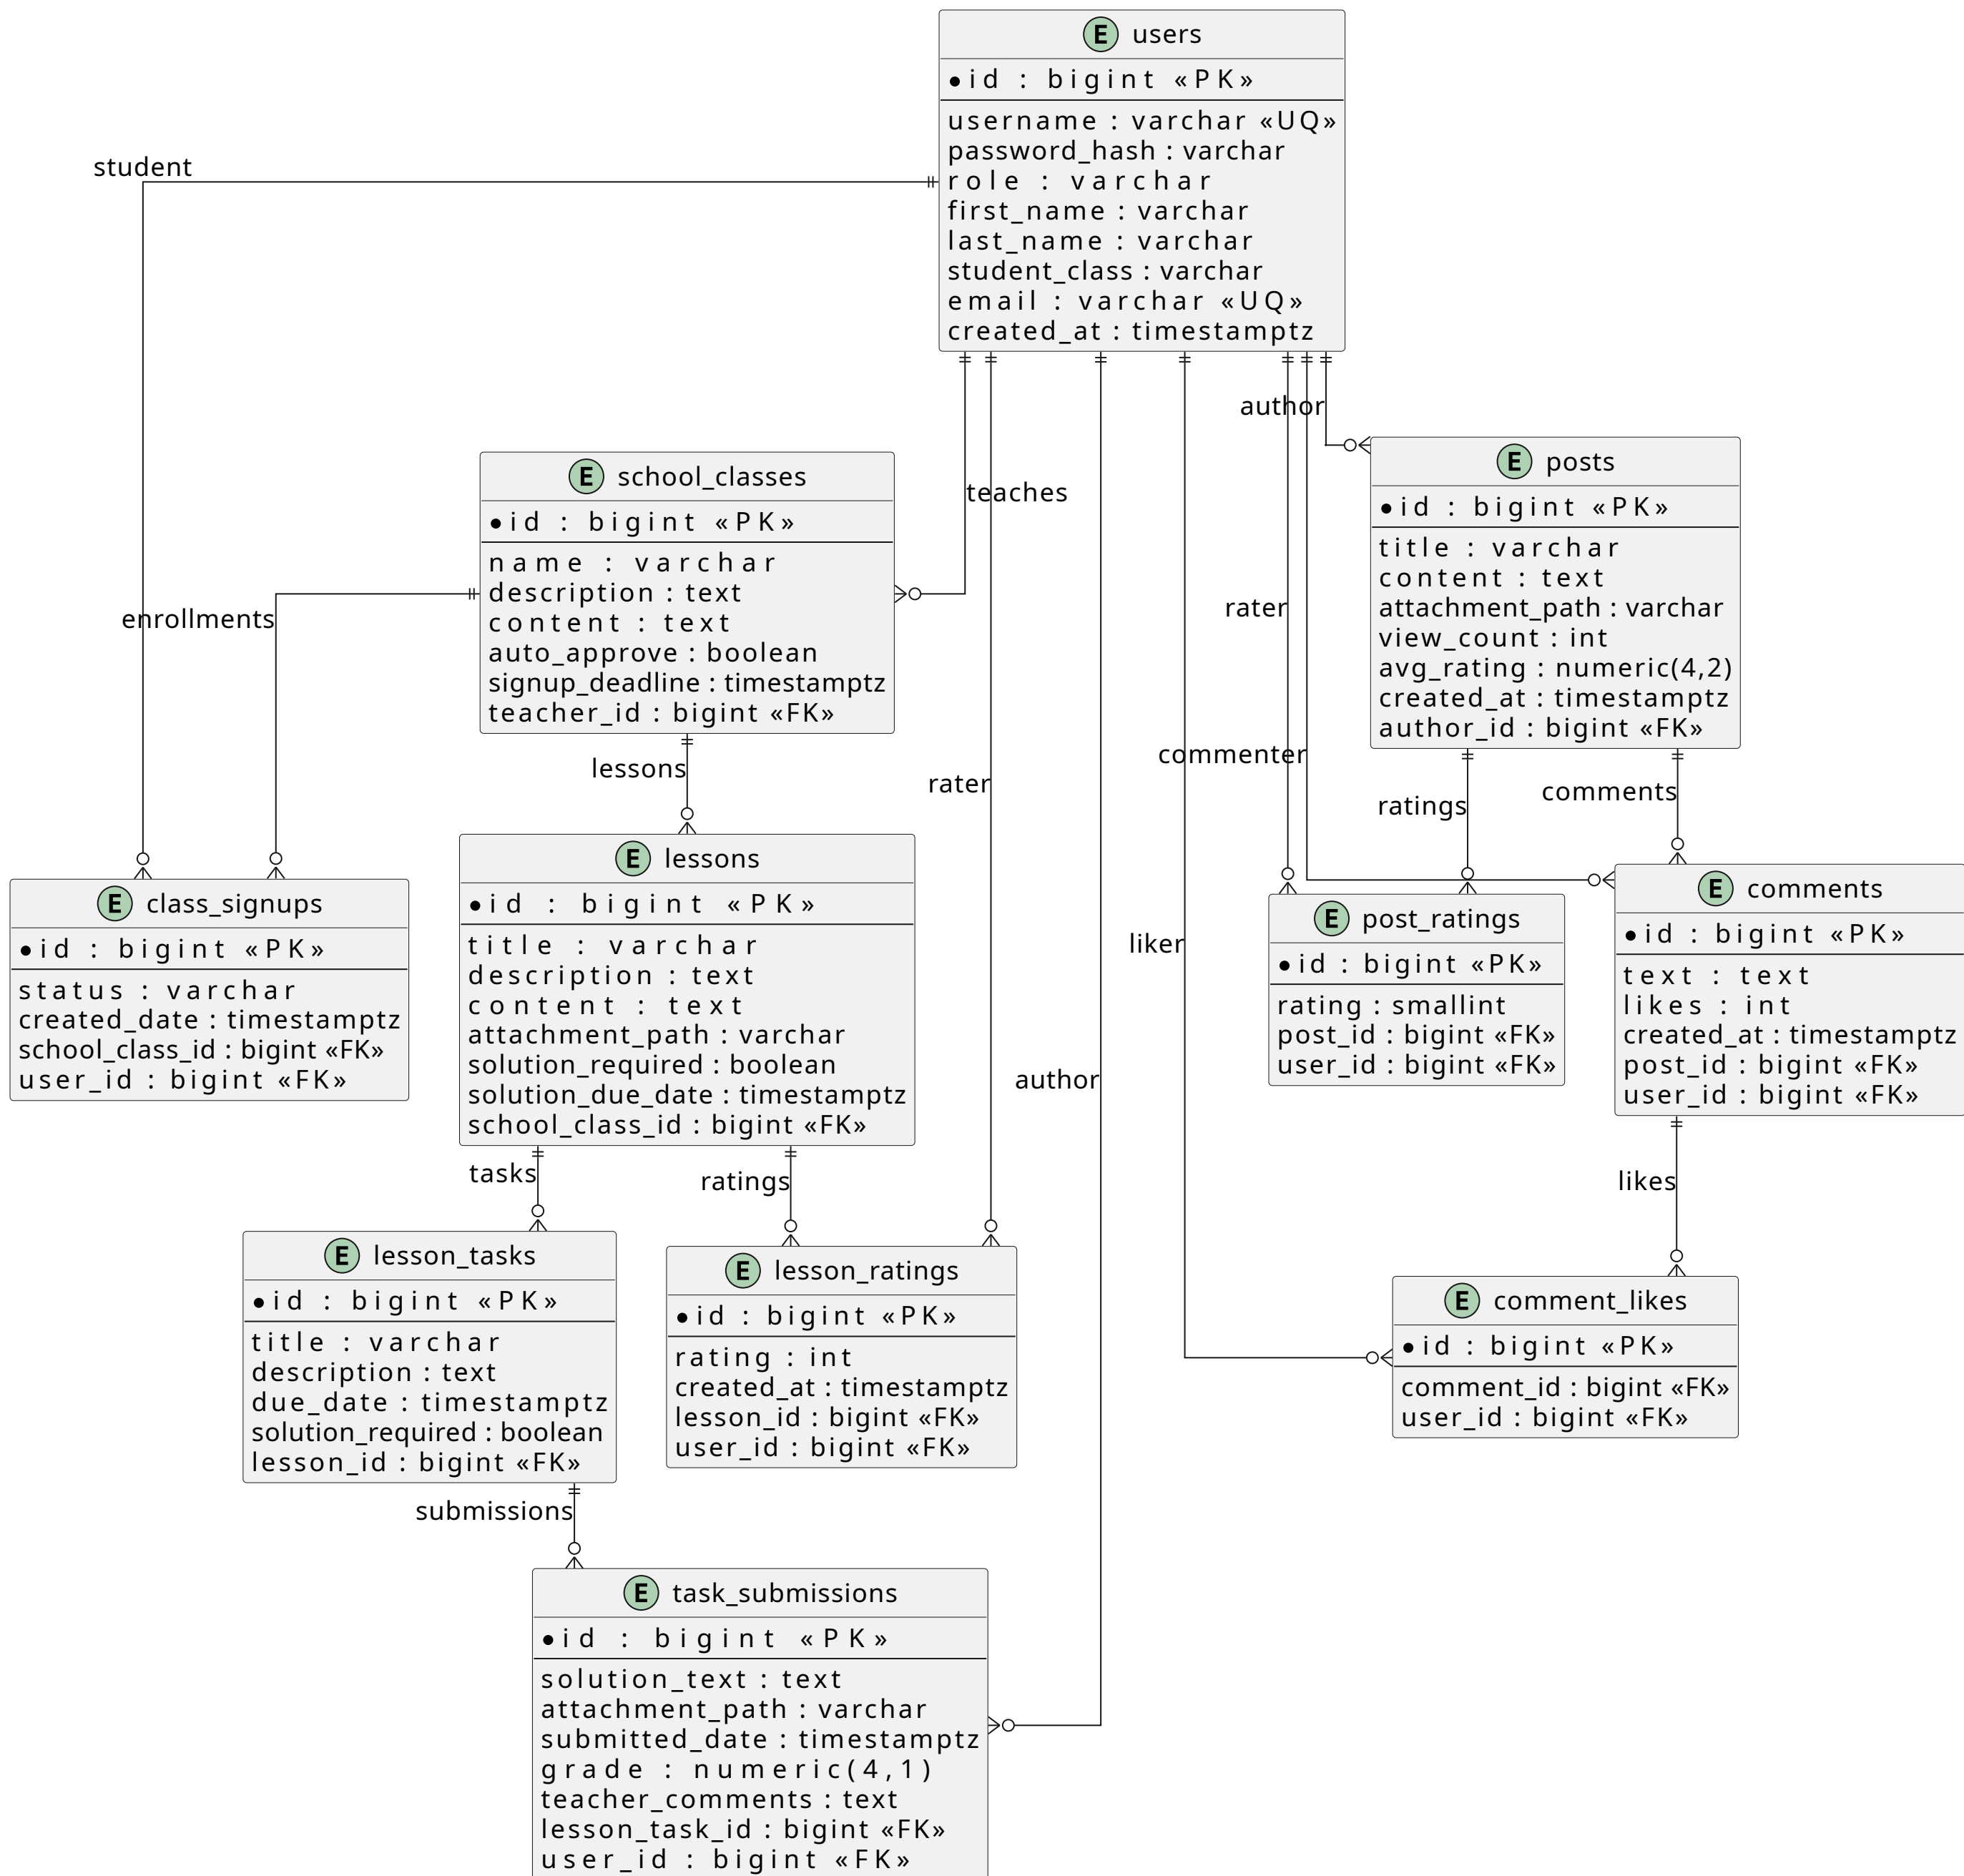 E users
id : bigint «PK»
username : varchar «UQ»
password_hash : varchar
role : varchar
first_name : varchar
last_name : varchar
student_class : varchar
email : varchar «UQ»
created_at : timestamptz
student
author
teaches
E school_classes
id : bigint «PK»
name : varchar
description : text
content : text
auto_approve : boolean
signup_deadline : timestamptz
teacher_id : bigint «FK»
E posts
id : bigint «PK»
title : varchar
content : text
attachment_path : varchar
view_count : int
avg_rating : numeric(4,2)
created_at : timestamptz
author_id : bigint «FK»
enrollments
rater
commenter
lessons
rater
ratings
comments
E class_signups
id : bigint «PK»
status : varchar
created_date : timestamptz
school_class_id : bigint «FK»
user_id : bigint «FK»
E lessons
id : bigint «PK»
title : varchar
description : text
content : text
attachment_path : varchar
solution_required : boolean
solution_due_date : timestamptz
school_class_id : bigint «FK»
liker
author
E post_ratings
id : bigint «PK»
rating : smallint
post_id : bigint «FK»
user_id : bigint «FK»
E comments
id : bigint «PK»
text : text
likes : int
created_at : timestamptz
post_id : bigint «FK»
user_id : bigint «FK»
tasks
ratings
likes
E lesson_tasks
id : bigint «PK»
title : varchar
description : text
due_date : timestamptz
solution_required : boolean
lesson_id : bigint «FK»
E lesson_ratings
id : bigint «PK»
rating : int
created_at : timestamptz
lesson_id : bigint «FK»
user_id : bigint «FK»
E comment_likes
id : bigint «PK»
comment_id : bigint «FK»
user_id : bigint «FK»
submissions
E task_submissions
id : bigint «PK»
solution_text : text
attachment_path : varchar
submitted_date : timestamptz
grade : numeric(4,1)
teacher_comments : text
lesson_task_id : bigint «FK»
user_id : bigint «FK»